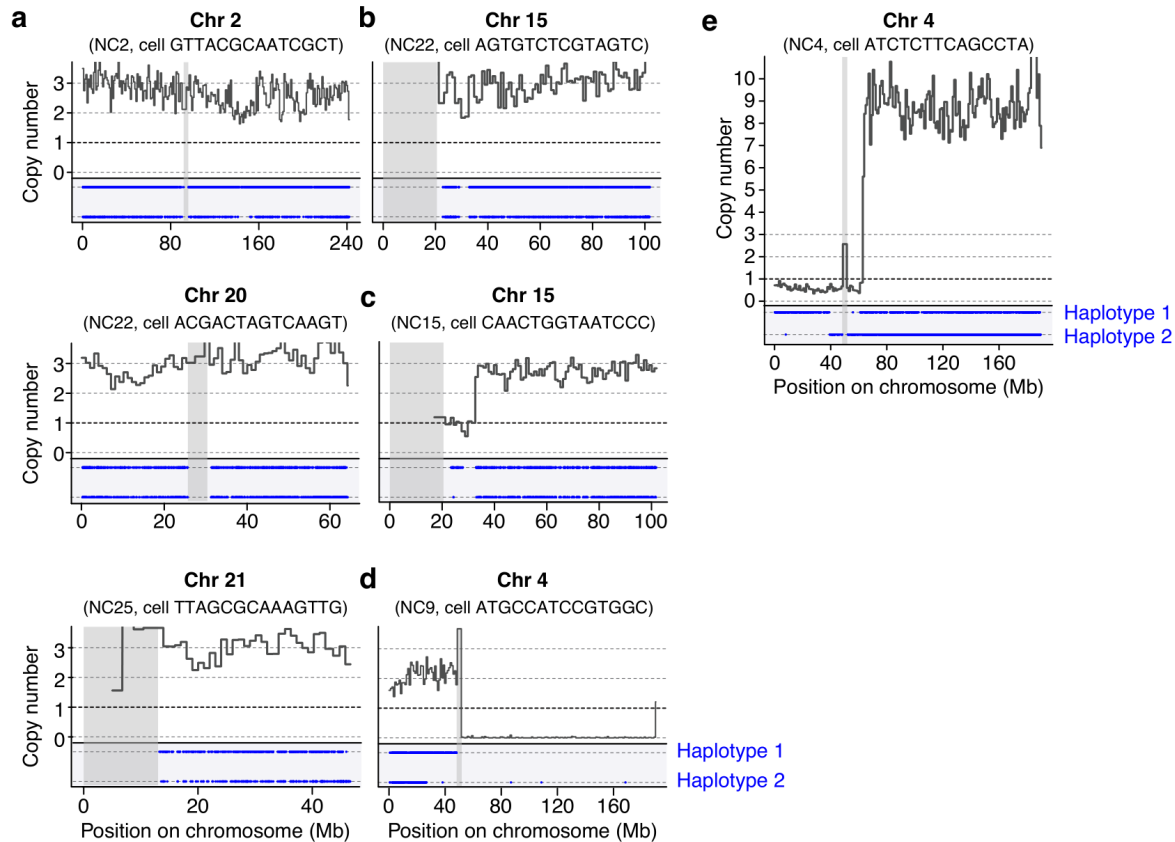 a
Chr 2
(NC2, cell GTTACGCAATCGCT)
Copy number
3
2
1
0
0 80 160 240
b
Chr 15
(NC22, cell AGTGTCTCGTAGTC)
0 20 40 60 80 100
Chr 20
(NC22, cell ACGACTAGTCAAGT)
Copy number
3
2
1
0
0 20 40 60
c
Chr 15
(NC15, cell CAACTGGTAATCCC)
0 20 40 60 80 100
Chr 21
(NC25, cell TTAGCGCAAAGTTG)
Copy number
3
2
1
0
0 20 40
Position on chromosome (Mb)
d
Chr 4
(NC9, cell ATGCCATCCGTGGC)
Haplotype 1
Haplotype 2
0 40 80 120 160
Position on chromosome (Mb)
e
Chr 4
(NC4, cell ATCTCTTCAGCCTA)
Copy number
10
9
8
7
6
5
4
3
2
1
0
Haplotype 1
Haplotype 2
0 40 80 120 160
Position on chromosome (Mb)